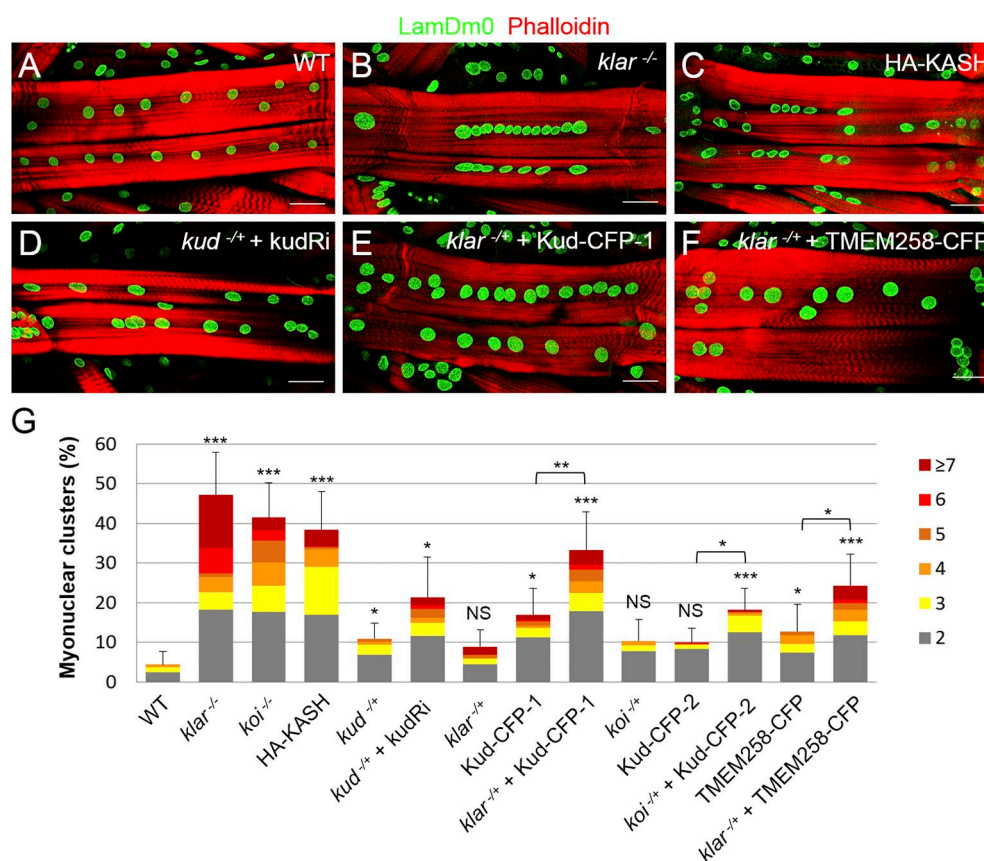 LamDm0 Phalloidin
A WT
B klar -/-
C HA-KASH
D kud -/+ + kudRi
E klar -/+ + Kud-CFP-1
F klar -/+ + TMEM258-CFP
G
Myonuclear clusters (%)
60
50
40
30
20
10
0
***
***
***
*
*
NS
*
**
***
NS
NS
*
***
*
*
***
≥7
6
5
4
3
2
WT
klar -/-
koi -/-
HA-KASH
kud -/+
kud -/+ + kudRi
klar -/+
Kud-CFP-1
klar -/+ + Kud-CFP-1
koi -/+
Kud-CFP-2
koi -/+ + Kud-CFP-2
TMEM258-CFP
klar -/+ + TMEM258-CFP